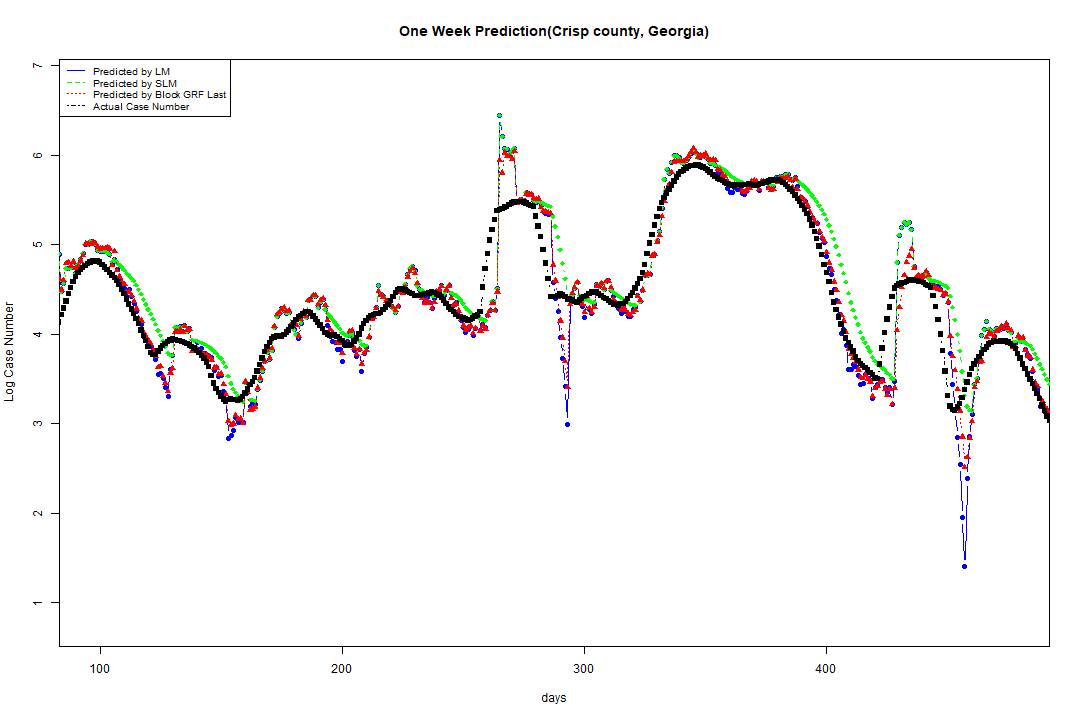 One Week Prediction(Crisp county, Georgia)
Predicted by LM
Predicted by SLM
Predicted by Block GRF Last
Actual Case Number
7
6
5
4
3
2
1
Log Case Number
100 200 300 400
days